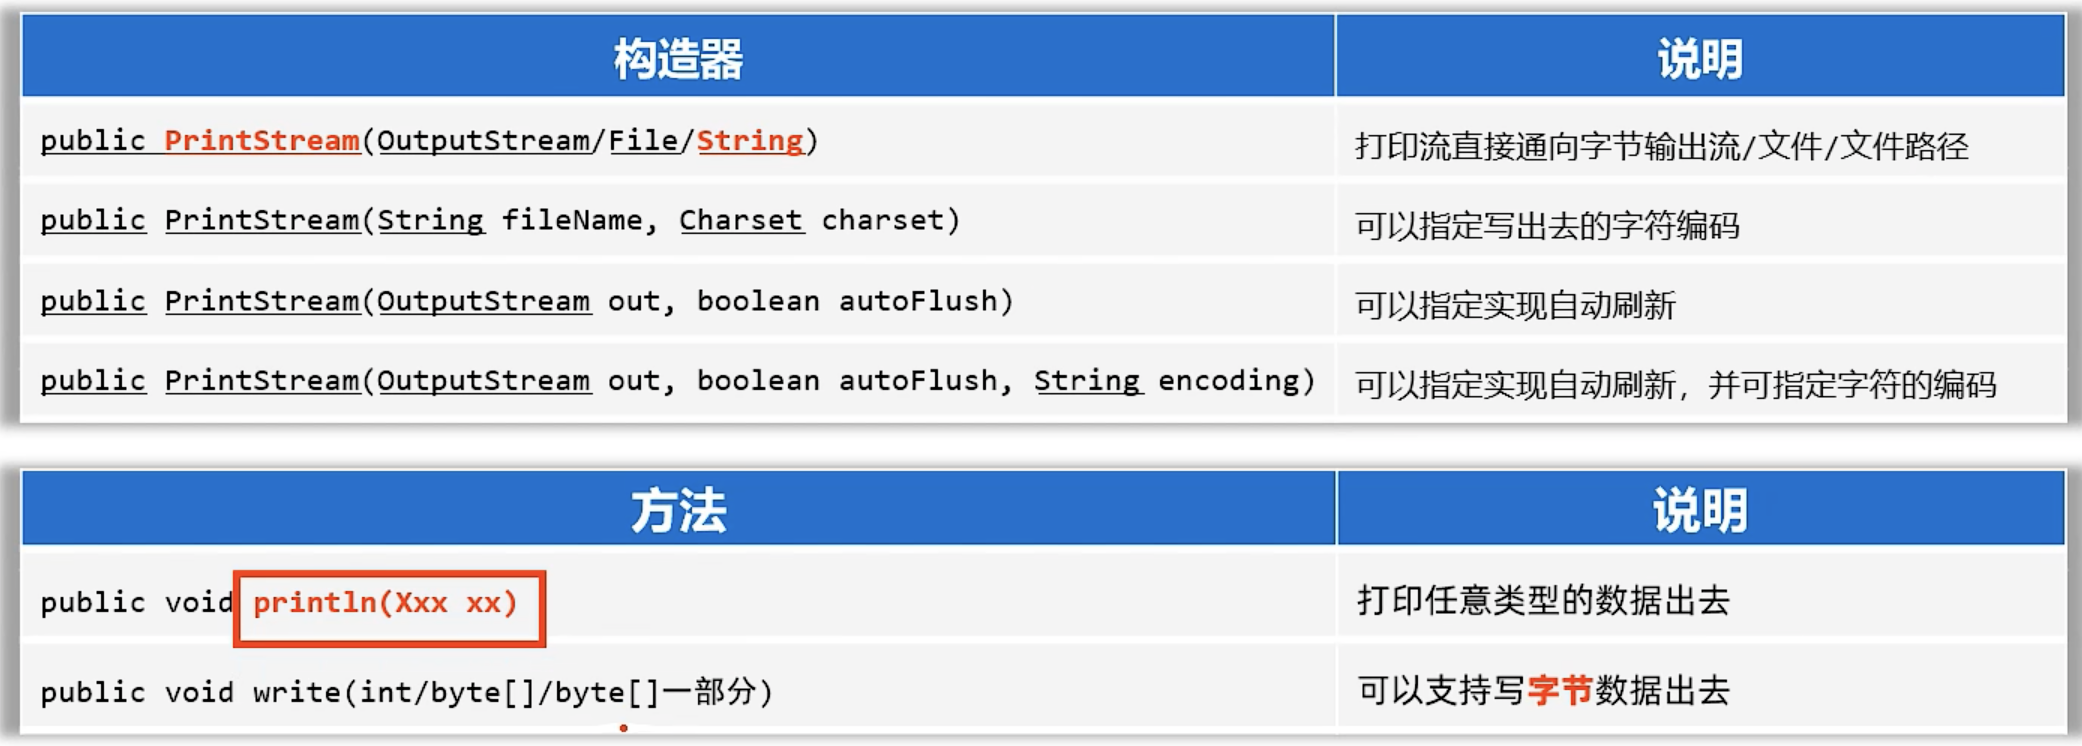 构造器 说明
public PrintStream(OutputStream/File/String) 打印流直接通向字节输出流/文件/文件路径
public PrintStream(String fileName, Charset charset) 可以指定写出去的字符编码
public PrintStream(OutputStream out, boolean autoFlush) 可以指定实现自动刷新
public PrintStream(OutputStream out, boolean autoFlush, String encoding) 可以指定实现自动刷新，并可指定字符的编码
方法 说明
public void println(Xxx xx) 打印任意类型的数据出去
public void write(int/byte[]/byte[]一部分) 可以支持写字节数据出去